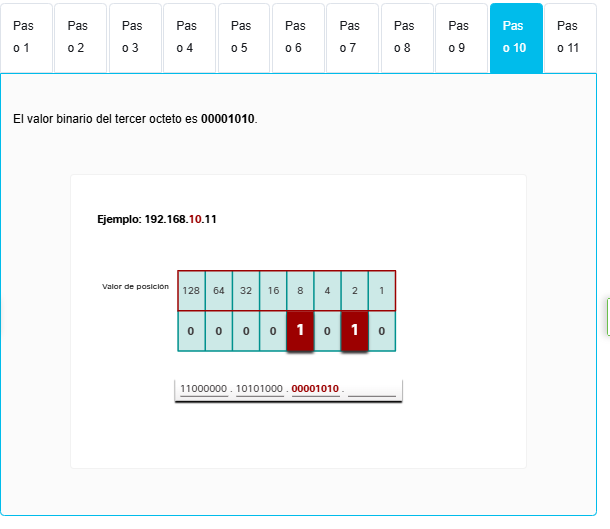 Pas Pas Pas Pas Pas Pas Pas Pas Pas Pas Pas
o 1 o 2 o 3 o 4 o 5 o 6 o 7 o 8 o 9 o 10 o 11
El valor binario del tercer octeto es 00001010.
Ejemplo: 192.168.10.11
Valor de posición 128 64 32 16 8 4 2 1
0 0 0 0 1 0 1 0
11000000 . 10101000 . 00001010 .